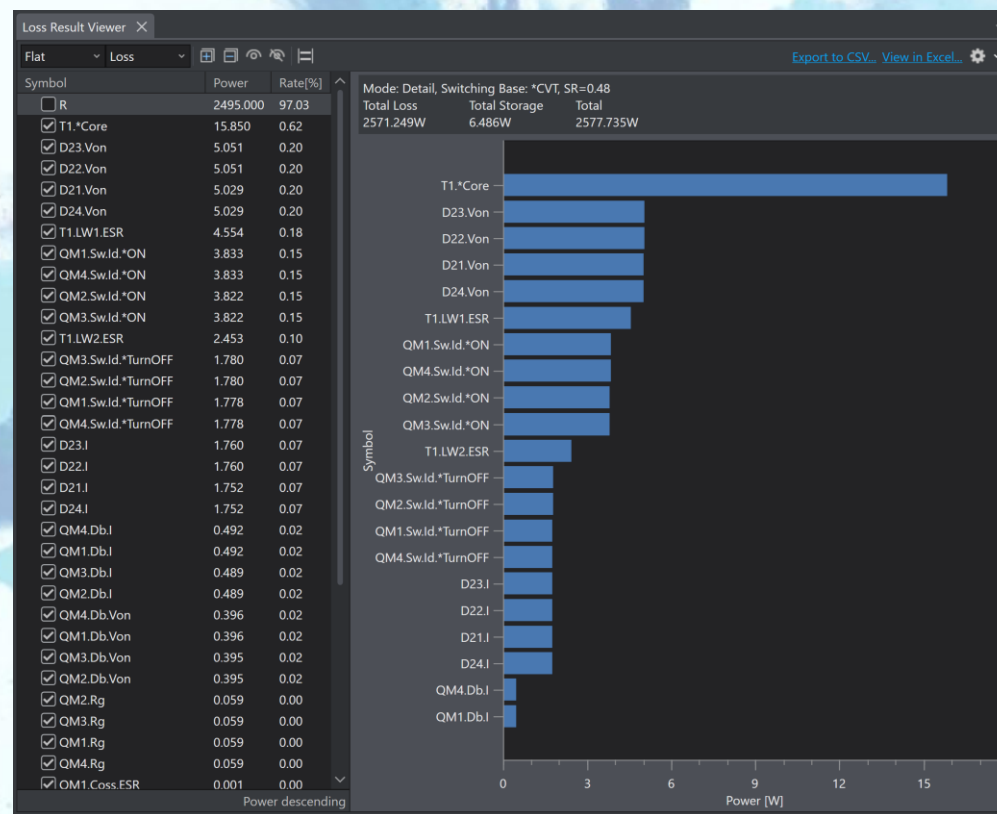 Loss Result Viewer
Flat Loss
Export to CSV... View in Excel...
Symbol Power Rate[%]
R 2495.000 97.03
T1.*Core 15.850 0.62
D23.Von 5.051 0.20
D22.Von 5.051 0.20
D21.Von 5.029 0.20
D24.Von 5.029 0.20
T1.LW1.ESR 4.554 0.18
QM1.Sw.Id.*ON 3.833 0.15
QM4.Sw.Id.*ON 3.833 0.15
QM2.Sw.Id.*ON 3.822 0.15
QM3.Sw.Id.*ON 3.822 0.15
T1.LW2.ESR 2.453 0.10
QM3.Sw.Id.*TurnOFF 1.780 0.07
QM2.Sw.Id.*TurnOFF 1.780 0.07
QM1.Sw.Id.*TurnOFF 1.778 0.07
QM4.Sw.Id.*TurnOFF 1.778 0.07
D23.I 1.760 0.07
D22.I 1.760 0.07
D21.I 1.752 0.07
D24.I 1.752 0.07
QM4.Db.I 0.492 0.02
QM1.Db.I 0.492 0.02
QM3.Db.I 0.489 0.02
QM2.Db.I 0.489 0.02
QM4.Db.Von 0.396 0.02
QM1.Db.Von 0.396 0.02
QM3.Db.Von 0.395 0.02
QM2.Db.Von 0.395 0.02
QM2.Rg 0.059 0.00
QM3.Rg 0.059 0.00
QM1.Rg 0.059 0.00
QM4.Rg 0.059 0.00
QM1.Coss.ESR 0.001 0.00
Power descending
Mode: Detail, Switching Base: *CVT, SR=0.48
Total Loss Total Storage Total
2571.249W 6.486W 2577.735W
Symbol
T1.*Core
D23.Von
D22.Von
D21.Von
D24.Von
T1.LW1.ESR
QM1.Sw.Id.*ON
QM4.Sw.Id.*ON
QM2.Sw.Id.*ON
QM3.Sw.Id.*ON
T1.LW2.ESR
QM3.Sw.Id.*TurnOFF
QM2.Sw.Id.*TurnOFF
QM1.Sw.Id.*TurnOFF
QM4.Sw.Id.*TurnOFF
D23.I
D22.I
D21.I
D24.I
QM4.Db.I
QM1.Db.I
0 3 6 9 12 15
Power [W]